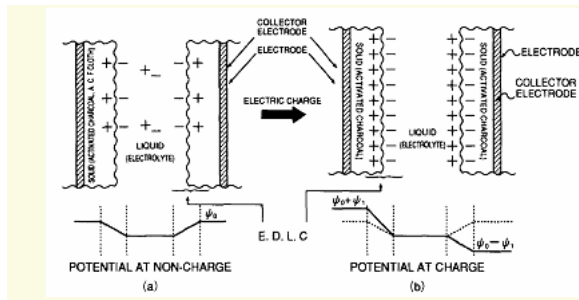 COLLECTOR
ELECTRODE
ELECTRODE
SOLID (ACTIVATED CHARCOAL, A. C. F CLOTH)
LIQUID
(ELECTROLYTE)
ELECTRIC CHARGE
SOLID (ACTIVATED CHARCOAL)
LIQUID
(ELECTROLYTE)
SOLID (ACTIVATED CHARCOAL)
ELECTRODE
COLLECTOR
ELECTRODE
ψ₀
E. D. L. C
ψ₀+ψ₁
ψ₀−ψ₁
POTENTIAL AT NON-CHARGE
(a)
POTENTIAL AT CHARGE
(b)